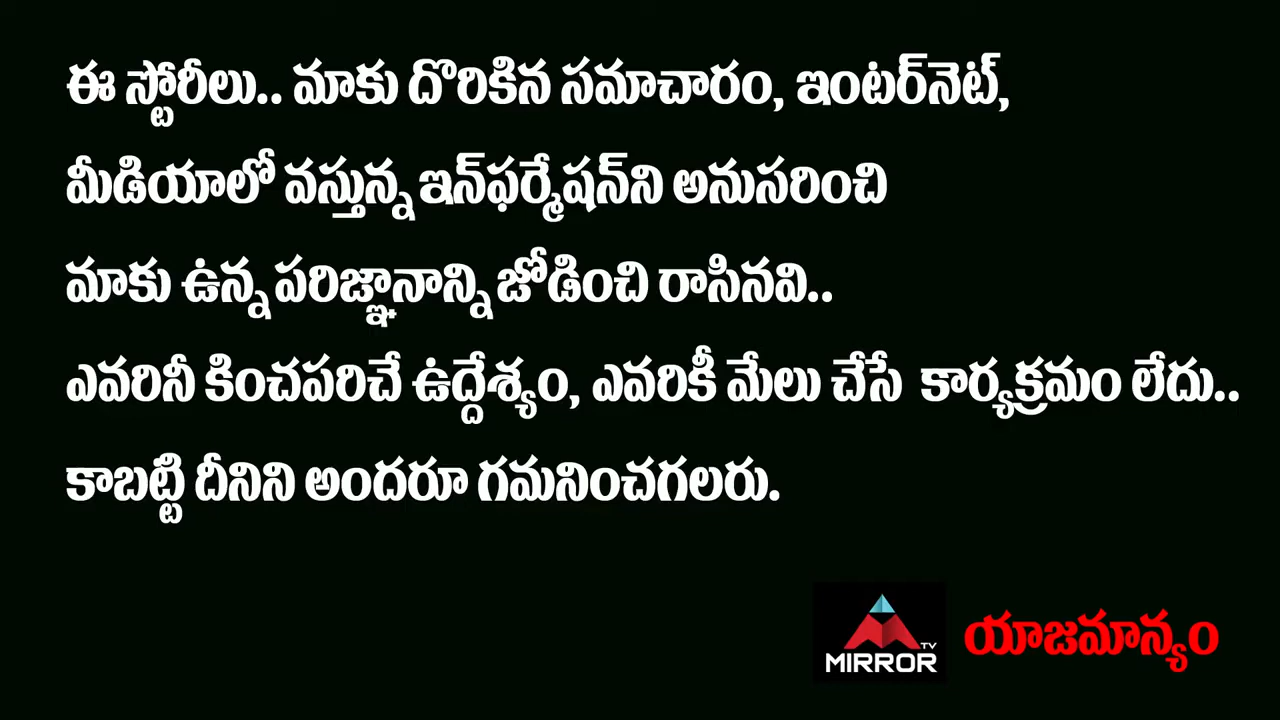 ఈ స్టోరీలు.. మాకు దొరికిన సమాచారం, ఇంటర్‌నెట్,
మీడియాలో వస్తున్న ఇన్‌ఫర్మేషన్‌ని అనుసరించి
మాకు ఉన్న పరిజ్ఞానాన్ని జోడించి రాసినవి..
ఎవరినీ కించపరిచే ఉద్దేశ్యం, ఎవరికీ మేలు చేసే కార్యక్రమం లేదు..
కాబట్టి దీనిని అందరూ గమనించగలరు.
TV
MIRROR
యాజమాన్యం